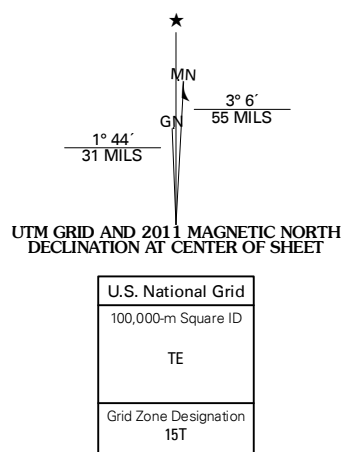 ★
MN
GN
3° 6´
55 MILS
1° 44´
31 MILS
UTM GRID AND 2011 MAGNETIC NORTH
DECLINATION AT CENTER OF SHEET
U.S. National Grid
100,000-m Square ID
TE
Grid Zone Designation
15T